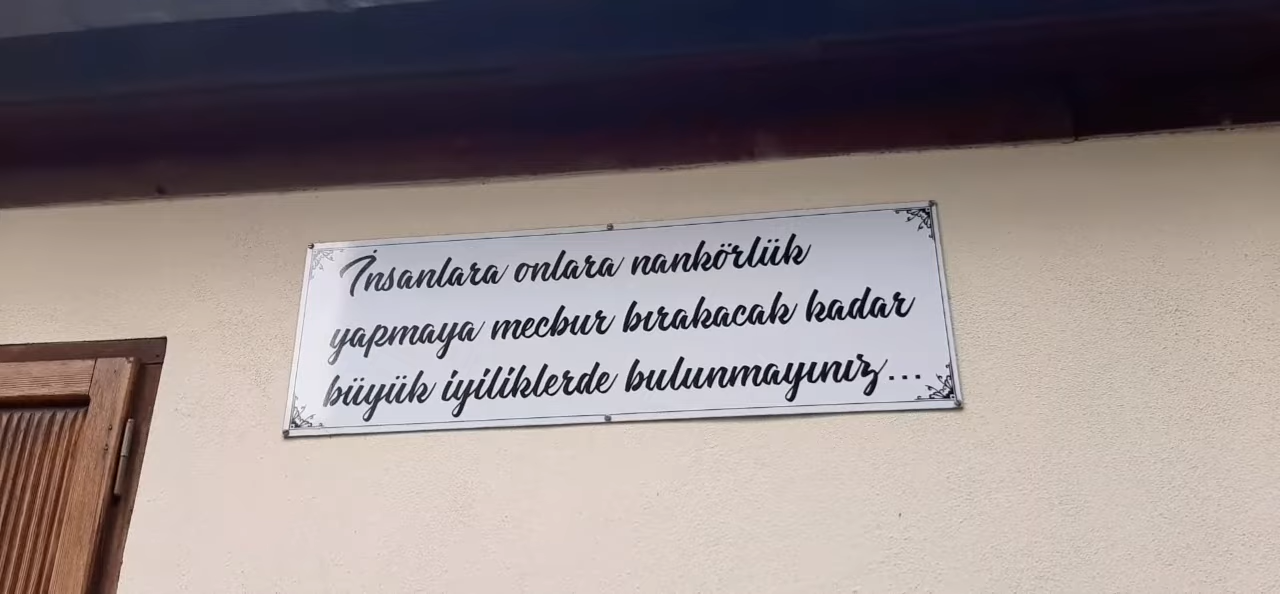 İnsanlara onlara nankörlük
yapmaya mecbur bırakacak kadar
büyük iyiliklerde bulunmayınız...